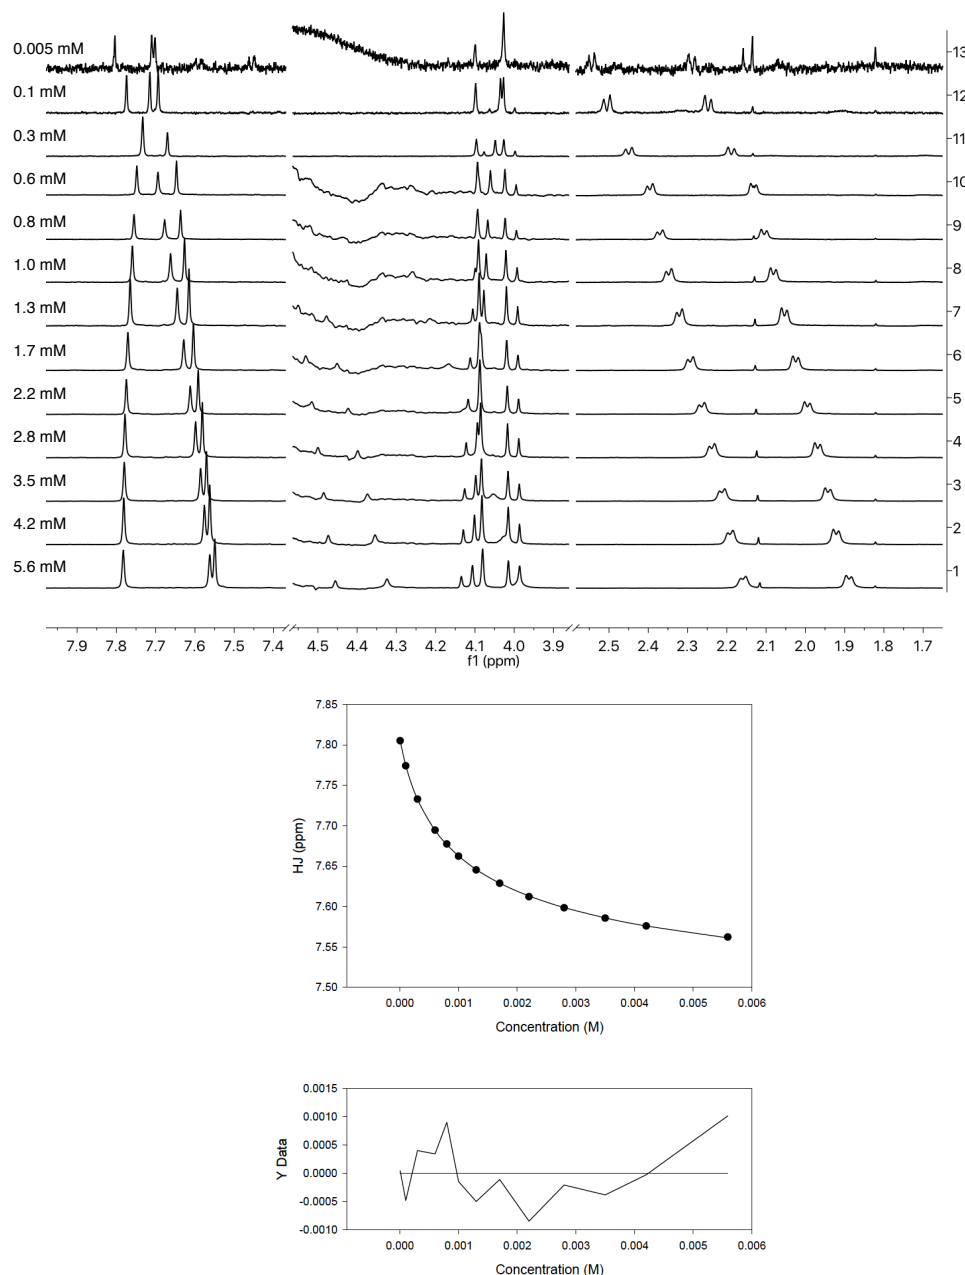 0.005 mM
13
0.1 mM
12
0.3 mM
11
0.6 mM
10
0.8 mM
9
1.0 mM
8
1.3 mM
7
1.7 mM
6
2.2 mM
5
2.8 mM
4
3.5 mM
3
4.2 mM
2
5.6 mM
1
7.9 7.8 7.7 7.6 7.5 7.4 4.5 4.4 4.3 4.2 4.1 4.0 3.9 2.5 2.4 2.3 2.2 2.1 2.0 1.9 1.8 1.7
f1 (ppm)
7.85
7.80
7.75
7.70
7.65
7.60
7.55
7.50
HJ (ppm)
0.000 0.001 0.002 0.003 0.004 0.005 0.006
Concentration (M)
0.0015
0.0010
0.0005
0.0000
-0.0005
-0.0010
Y Data
0.000 0.001 0.002 0.003 0.004 0.005 0.006
Concentration (M)